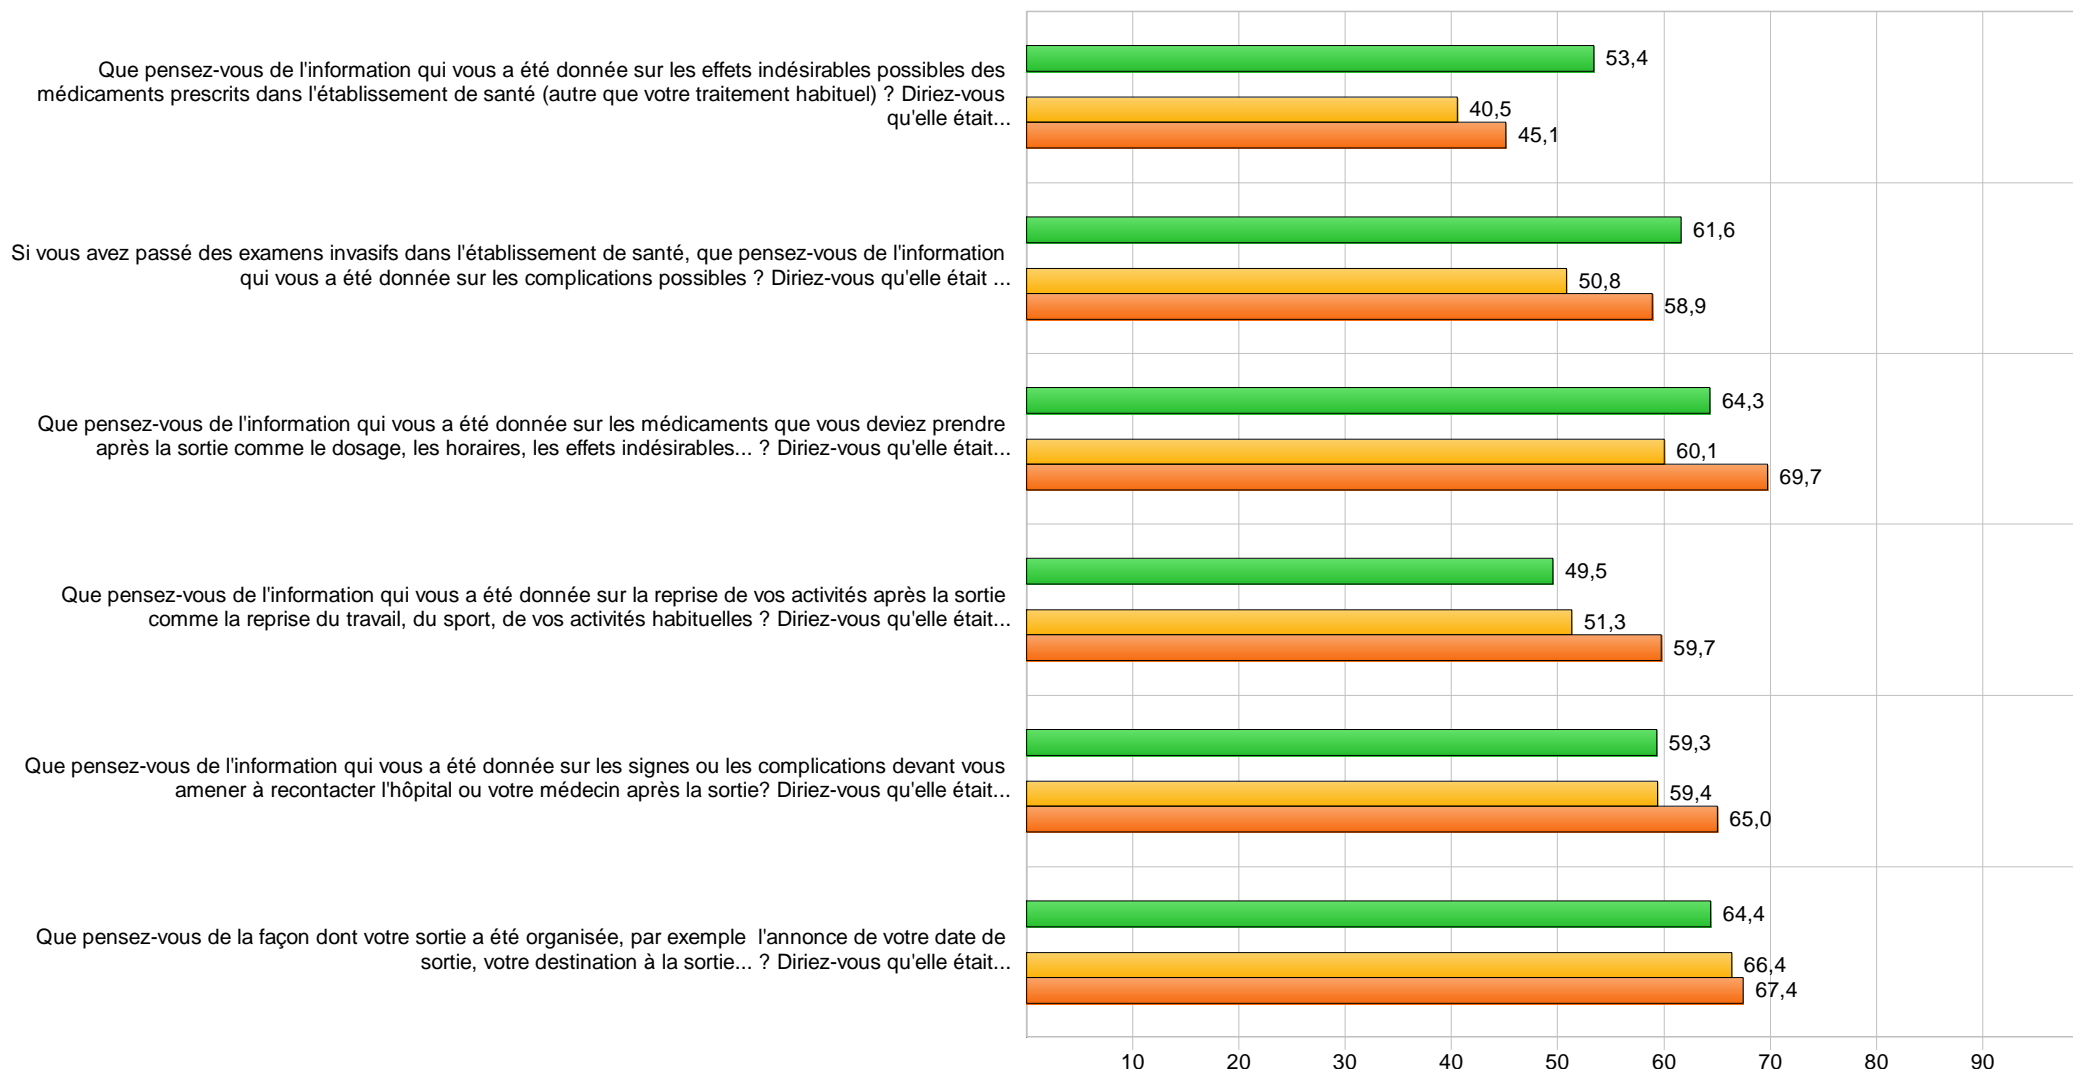 Que pensez-vous de l'information qui vous a été donnée sur les effets indésirables possibles des
médicaments prescrits dans l'établissement de santé (autre que votre traitement habituel) ? Diriez-vous
qu'elle était...
53,4
40,5
45,1
Si vous avez passé des examens invasifs dans l'établissement de santé, que pensez-vous de l'information
qui vous a été donnée sur les complications possibles ? Diriez-vous qu'elle était ...
61,6
50,8
58,9
Que pensez-vous de l'information qui vous a été donnée sur les médicaments que vous deviez prendre
après la sortie comme le dosage, les horaires, les effets indésirables... ? Diriez-vous qu'elle était...
64,3
60,1
69,7
Que pensez-vous de l'information qui vous a été donnée sur la reprise de vos activités après la sortie
comme la reprise du travail, du sport, de vos activités habituelles ? Diriez-vous qu'elle était...
49,5
51,3
59,7
Que pensez-vous de l'information qui vous a été donnée sur les signes ou les complications devant vous
amener à recontacter l'hôpital ou votre médecin après la sortie? Diriez-vous qu'elle était...
59,3
59,4
65,0
Que pensez-vous de la façon dont votre sortie a été organisée, par exemple  l'annonce de votre date de
sortie, votre destination à la sortie... ? Diriez-vous qu'elle était...
64,4
66,4
67,4
10 20 30 40 50 60 70 80 90